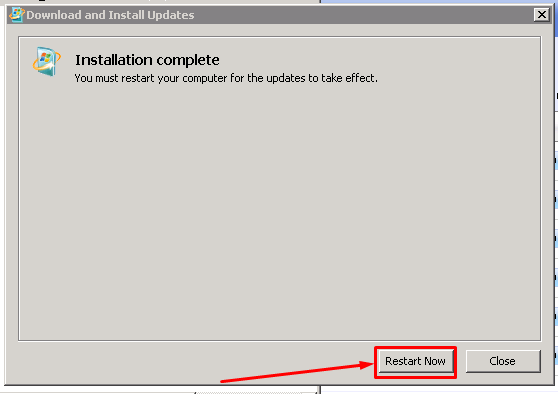 Download and Install Updates
Installation complete
You must restart your computer for the updates to take effect.
Restart Now
Close